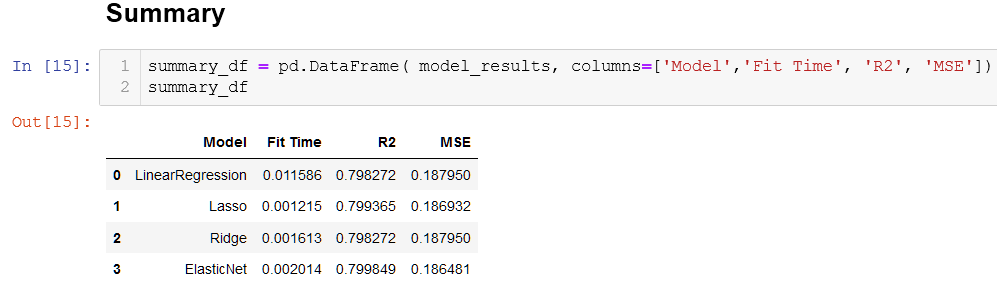 Summary
In [15]:
1 summary_df = pd.DataFrame( model_results, columns=['Model','Fit Time', 'R2', 'MSE'])
2 summary_df
Out[15]:
Model Fit Time R2 MSE
0 LinearRegression 0.011586 0.798272 0.187950
1 Lasso 0.001215 0.799365 0.186932
2 Ridge 0.001613 0.798272 0.187950
3 ElasticNet 0.002014 0.799849 0.186481